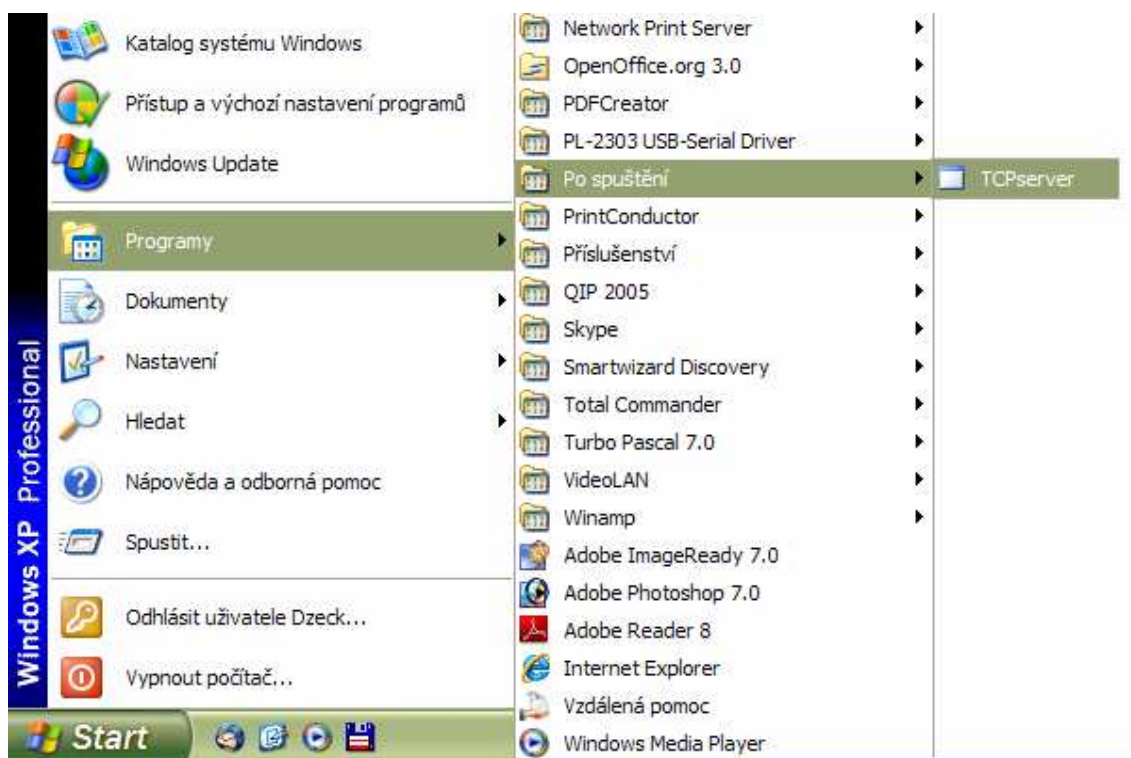 Katalog systému Windows
Přístup a výchozí nastavení programů
Windows Update
Programy
Dokumenty
Nastavení
Hledat
Nápověda a odborná pomoc
Spustit...
Odhlásit uživatele Dzeck...
Vypnout počítač...
Windows XP Professional
Start
Network Print Server
OpenOffice.org 3.0
PDFCreator
PL-2303 USB-Serial Driver
Po spuštění
PrintConductor
Příslušenství
QIP 2005
Skype
Smartwizard Discovery
Total Commander
Turbo Pascal 7.0
VideoLAN
Winamp
Adobe ImageReady 7.0
Adobe Photoshop 7.0
Adobe Reader 8
Internet Explorer
Vzdálená pomoc
Windows Media Player
TCPserver